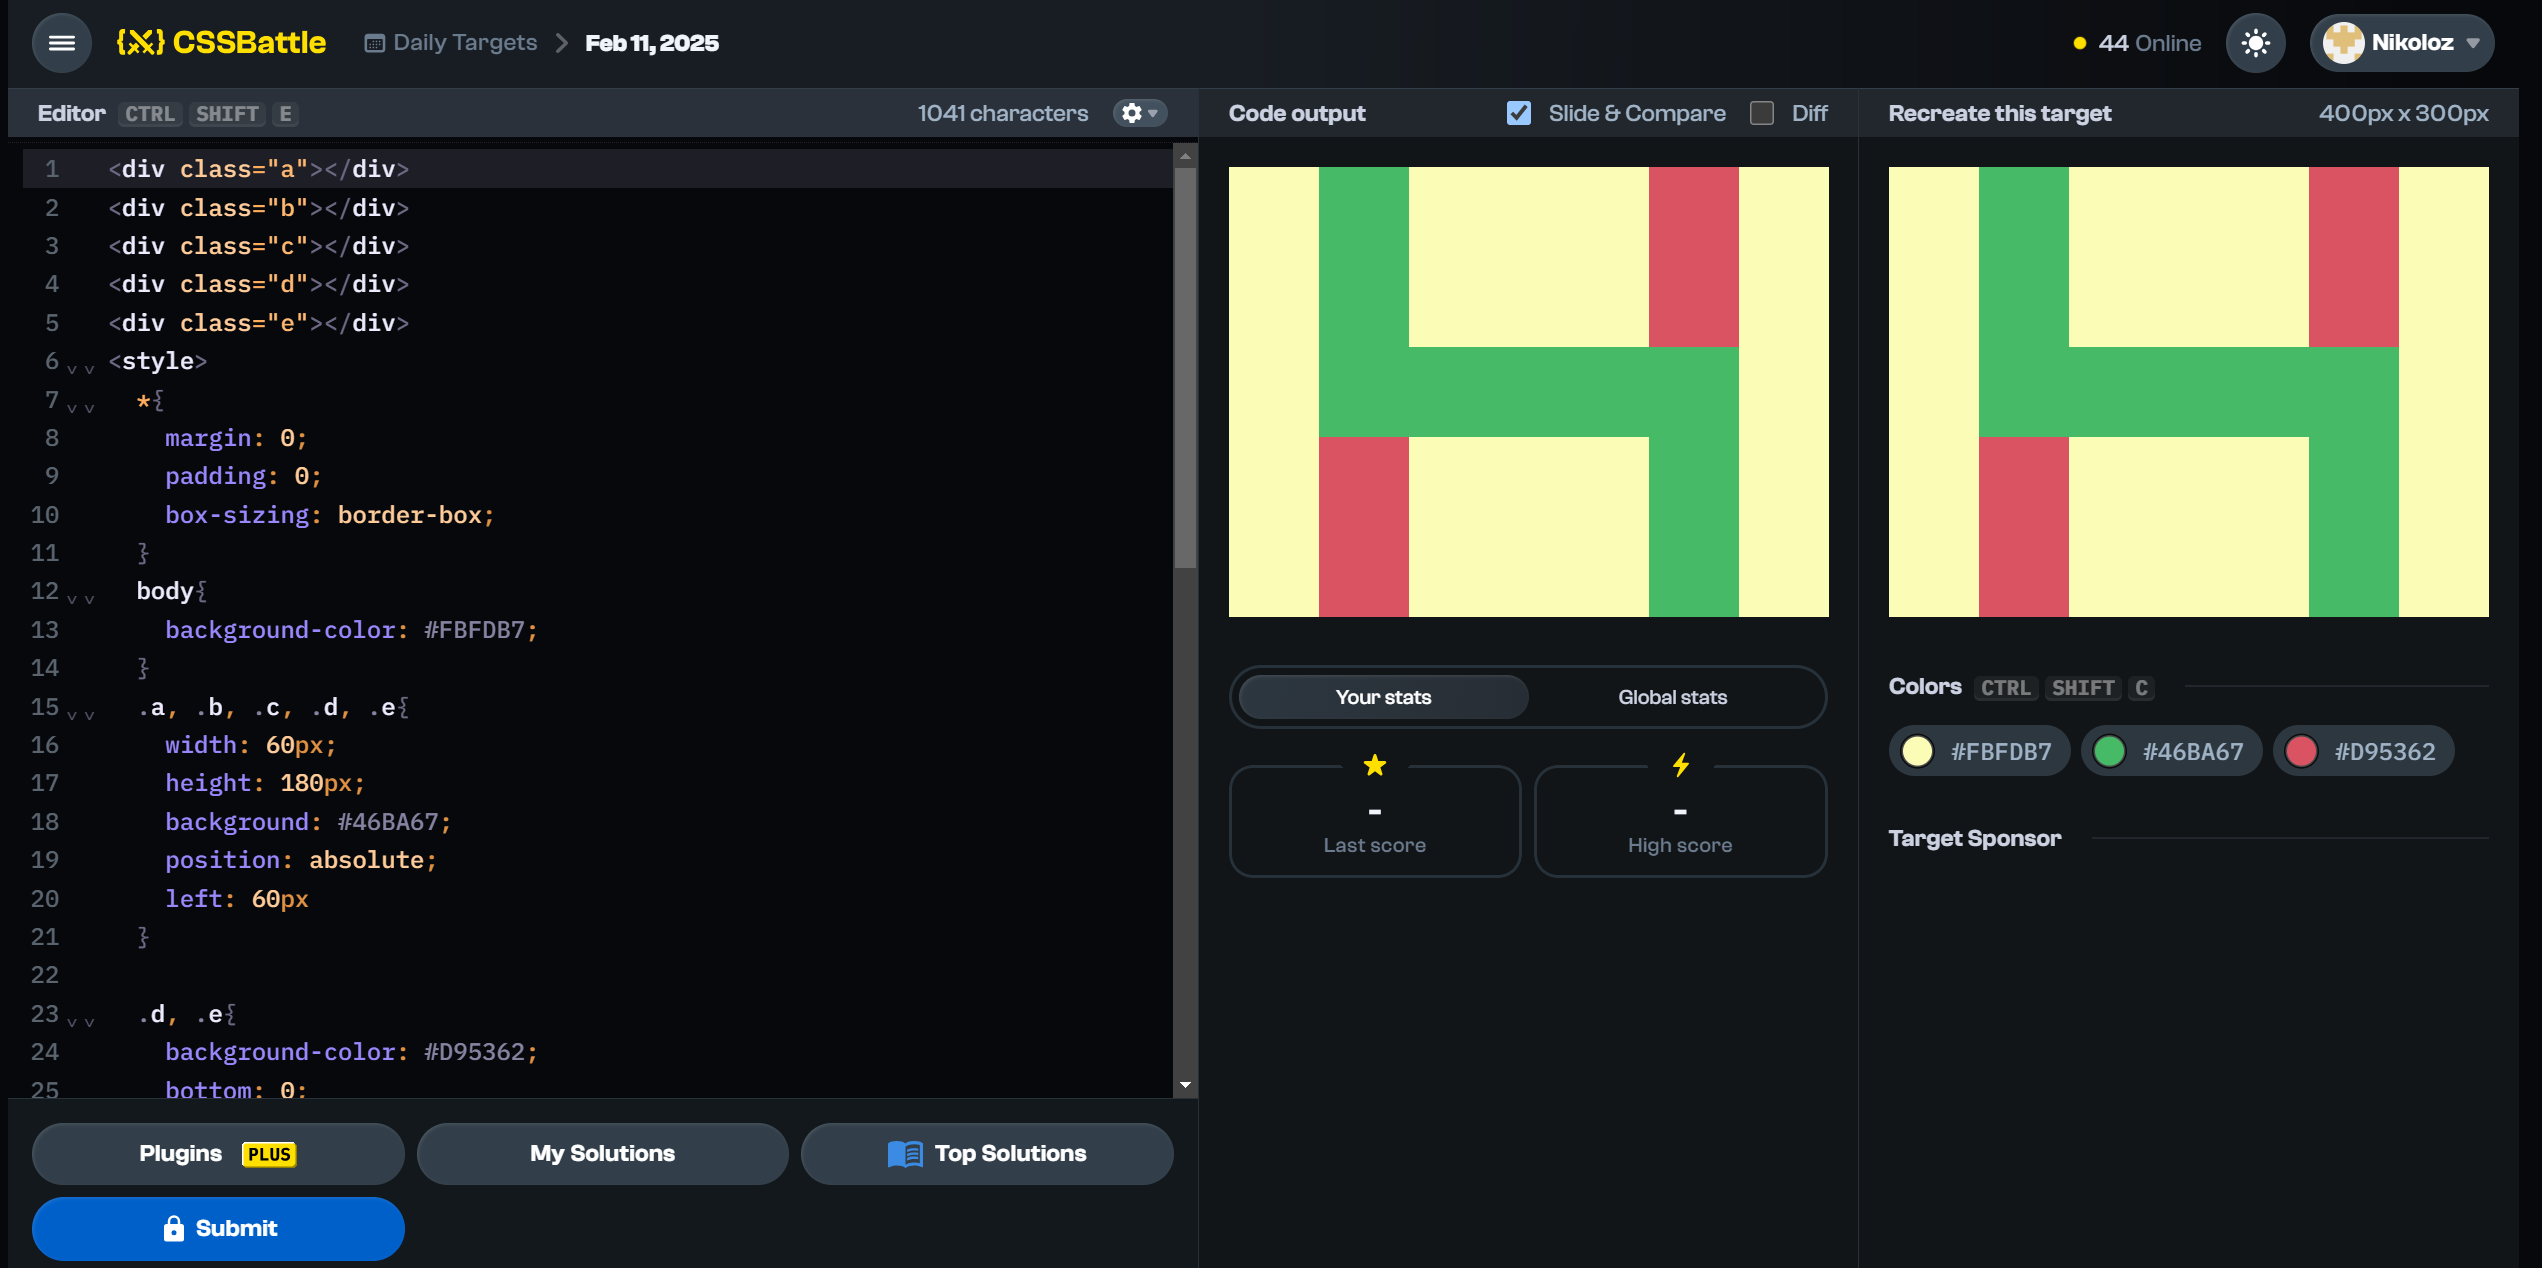 CSSBattle
Daily Targets
Feb 11, 2025
44 Online
Nikoloz
Editor CTRL SHIFT E
1041 characters
1 <div class="a"></div>
2 <div class="b"></div>
3 <div class="c"></div>
4 <div class="d"></div>
5 <div class="e"></div>
6 <style>
7 *{
8 margin: 0;
9 padding: 0;
10 box-sizing: border-box;
11 }
12 body{
13 background-color: #FBFDB7;
14 }
15 .a, .b, .c, .d, .e{
16 width: 60px;
17 height: 180px;
18 background: #46BA67;
19 position: absolute;
20 left: 60px
21 }
22
23 .d, .e{
24 background-color: #D95362;
25 bottom: 0;
Plugins PLUS
My Solutions
Top Solutions
Submit
Code output
Slide & Compare
Diff
Your stats
Global stats
-
Last score
-
High score
Recreate this target
400px x 300px
Colors CTRL SHIFT C
#FBFDB7
#46BA67
#D95362
Target Sponsor